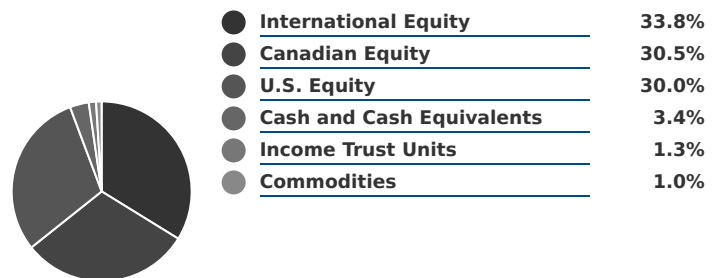 International Equity 33.8%
Canadian Equity 30.5%
U.S. Equity 30.0%
Cash and Cash Equivalents 3.4%
Income Trust Units 1.3%
Commodities 1.0%